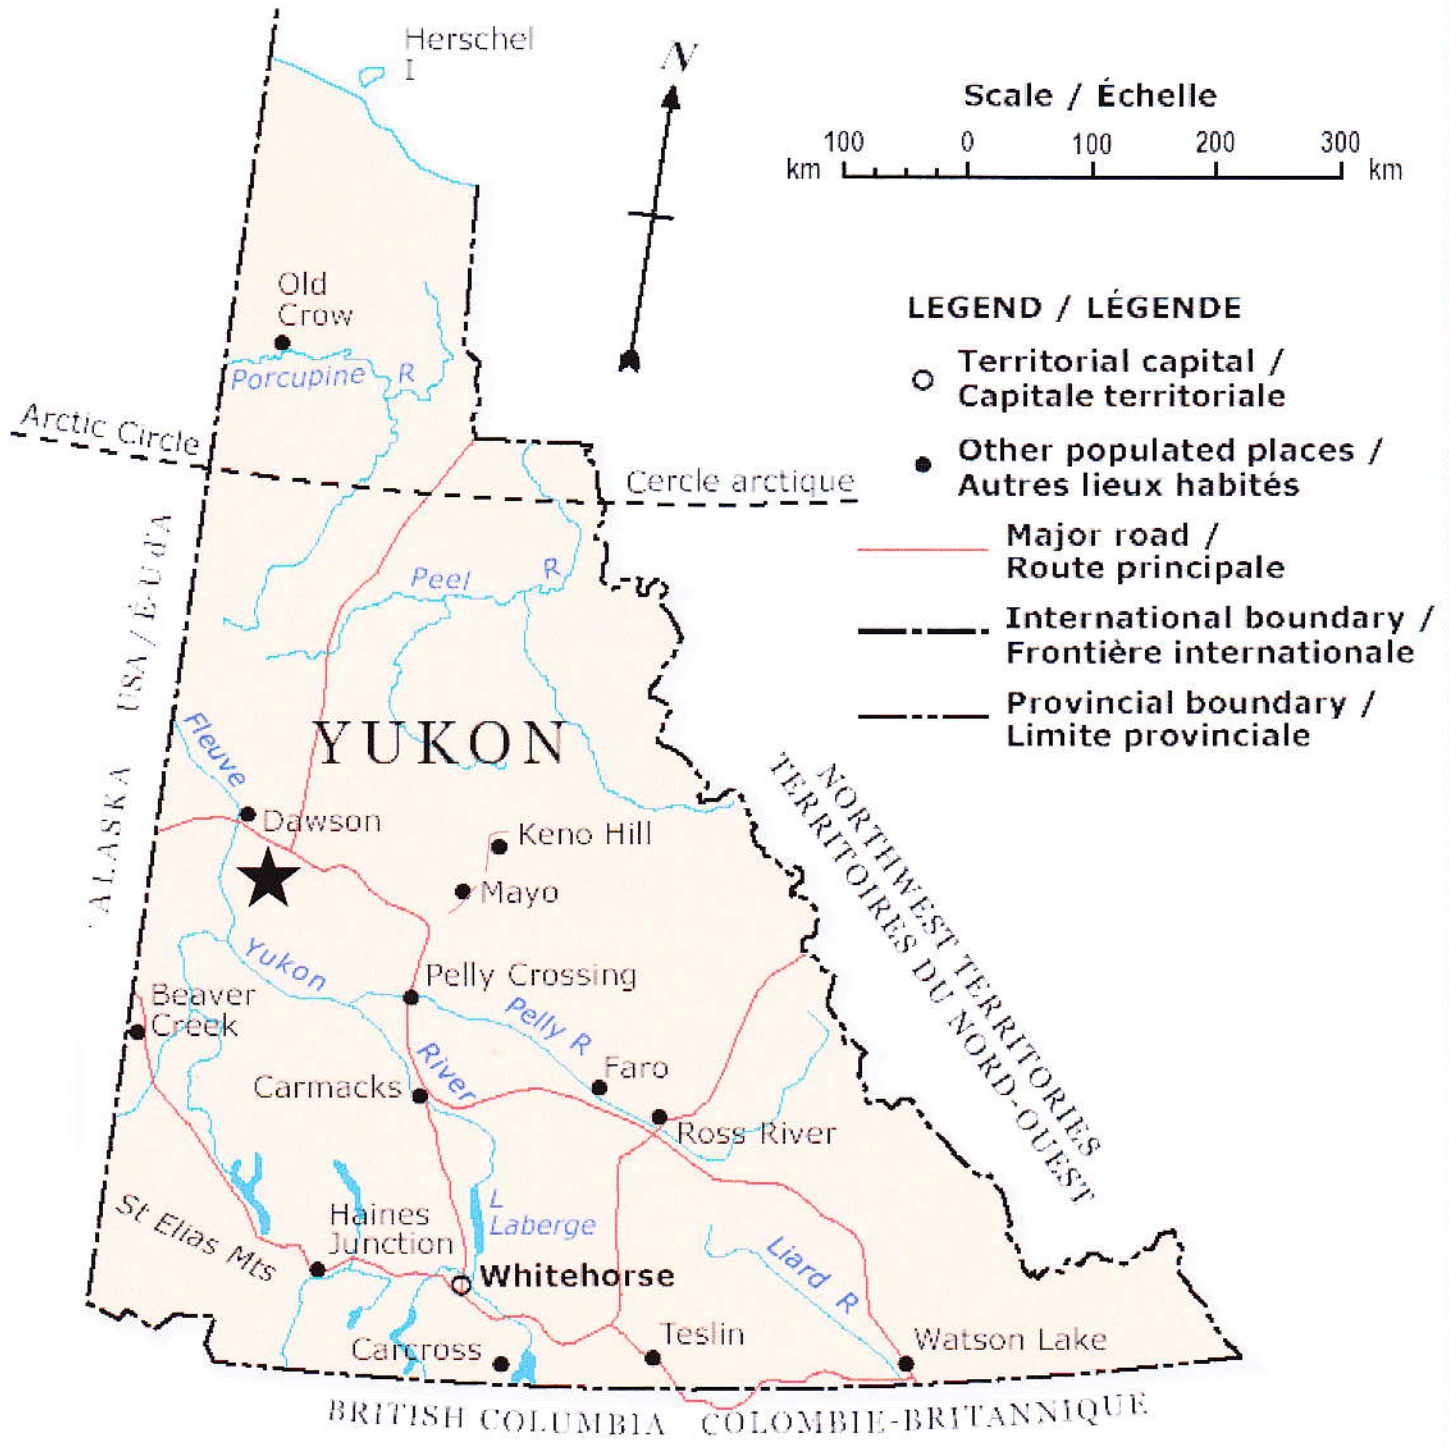 Herschel
I
N
Scale / Échelle
100 0 100 200 300
km km
Old
Crow
Porcupine R
Arctic Circle
Cercle arctique
LEGEND / LÉGENDE
Territorial capital /
Capitale territoriale
Other populated places /
Autres lieux habités
Major road /
Route principale
International boundary /
Frontière internationale
Provincial boundary /
Limite provinciale
Peel R
ALASKA USA / É-U d'A
YUKON
Fleuve
Dawson
Keno Hill
Mayo
NORTHWEST TERRITORIES
TERRITOIRES DU NORD-OUEST
Yukon
River
Pelly Crossing
Pelly R
Beaver
Creek
Faro
Carmacks
Ross River
St Elias Mts
Haines
Junction
L
Laberge
Whitehorse
Liard R
Carcross
Teslin
Watson Lake
BRITISH COLUMBIA COLOMBIE-BRITANNIQUE